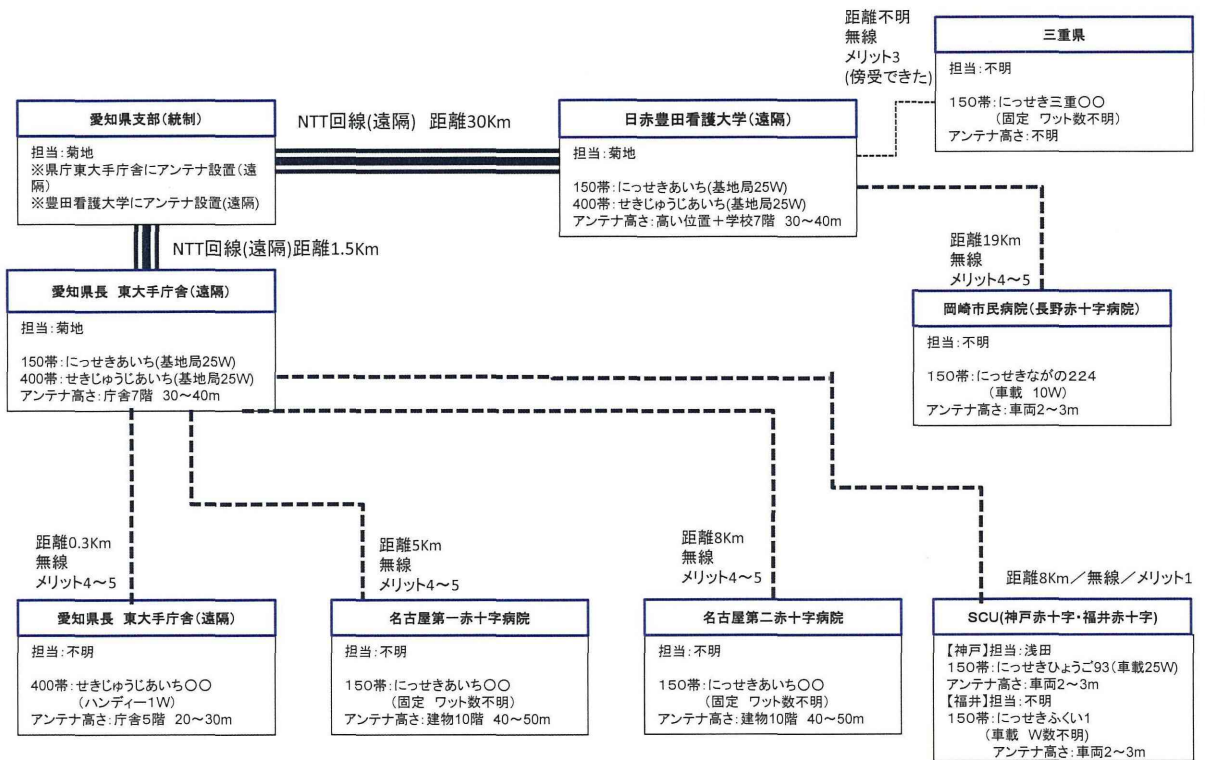 距離不明
無線
メリット3
(傍受できた)
三重県
担当:不明
150帯:にっせき三重〇〇
(固定 ワット数不明)
アンテナ高さ:不明
愛知県支部(統制)
担当:菊地
※県庁東大手庁舎にアンテナ設置(遠
隔)
※豊田看護大学にアンテナ設置(遠隔)
NTT回線(遠隔) 距離30Km
日赤豊田看護大学(遠隔)
担当:菊地
150帯:にっせきあいち(基地局25W)
400帯:せきじゅうじあいち(基地局25W)
アンテナ高さ:高い位置+学校7階 30~40m
NTT回線(遠隔)距離1.5Km
距離19Km
無線
メリット4~5
愛知県長 東大手庁舎(遠隔)
担当:菊地
150帯:にっせきあいち(基地局25W)
400帯:せきじゅうじあいち(基地局25W)
アンテナ高さ:庁舎7階 30~40m
岡崎市民病院(長野赤十字病院)
担当:不明
150帯:にっせきながの224
(車載 10W)
アンテナ高さ:車両2~3m
距離0.3Km
無線
メリット4~5
距離5Km
無線
メリット4~5
距離8Km
無線
メリット4~5
距離8Km/無線/メリット1
愛知県長 東大手庁舎(遠隔)
担当:不明
400帯:せきじゅうじあいち〇〇
(ハンディー1W)
アンテナ高さ:庁舎5階 20~30m
名古屋第一赤十字病院
担当:不明
150帯:にっせきあいち〇〇
(固定 ワット数不明)
アンテナ高さ:建物10階 40~50m
名古屋第二赤十字病院
担当:不明
150帯:にっせきあいち〇〇
(固定 ワット数不明)
アンテナ高さ:建物10階 40~50m
SCU(神戸赤十字・福井赤十字)
【神戸】担当:浅田
150帯:にっせきひょうご93(車載25W)
アンテナ高さ:車両2~3m
【福井】担当:不明
150帯:にっせきふくい1
(車載 W数不明)
アンテナ高さ:車両2~3m